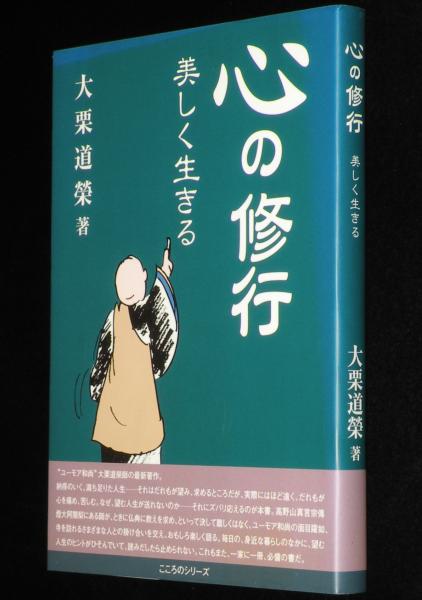 心の修行
美しく生きる
大栗道榮 著
"ユーモア和尚"大栗道榮師の最新著作。
納得のいく、満ち足りた人生──それはだれもが望み、求めるところだが、実際にはほど遠く、だれもが
心を痛め、苦しむ。なぜ、望む人生が送れないのか──それにズバリ応えるのが本書。高野山真言宗傳
燈大阿闍梨にある師が、ときに仏典に教えを求め、といって決して難しくはなく、ユーモア和尚の面目躍如、
寺を訪れるさまざまな人との掛け合いを交え、おもしろ楽しく語る。毎日の、身近な暮らしのなかに、望む
人生のヒントがひそんでいて、読みだしたら止められない。これもまた、一家に一冊、必備の書だ。
こころのシリーズ
心の修行
美しく生きる
大栗道榮 著